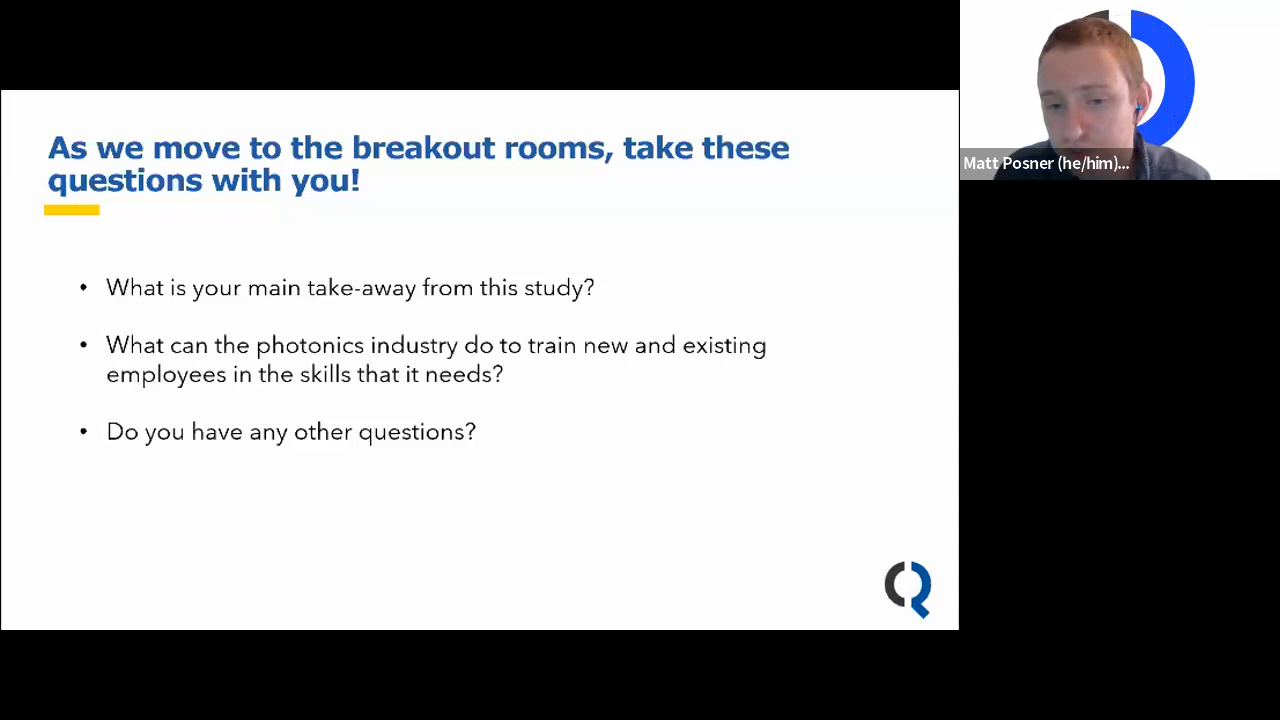 As we move to the breakout rooms, take these
questions with you!
• What is your main take-away from this study?
• What can the photonics industry do to train new and existing
employees in the skills that it needs?
• Do you have any other questions?
Matt Posner (he/him)...